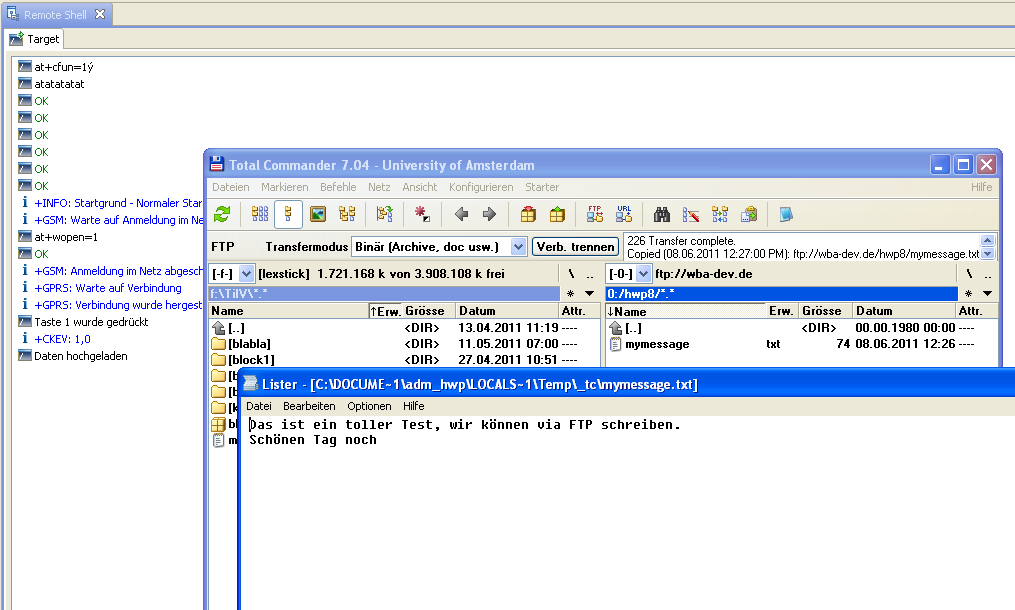 Remote Shell
Target
at+cfun=1ý
atatatatat
OK
OK
OK
OK
OK
OK
+INFO: Startgrund - Normaler Star
+GSM: Warte auf Anmeldung im Ne
at+wopen=1
OK
+GSM: Anmeldung im Netz abgesch
+GPRS: Warte auf Verbindung
+GPRS: Verbindung wurde hergest
Taste 1 wurde gedrückt
+CKEV: 1,0
Daten hochgeladen
Total Commander 7.04 - University of Amsterdam
Dateien Markieren Befehle Netz Ansicht Konfigurieren Starter Hilfe
FTP URL
FTP Transfermodus Binär (Archive, doc usw.) Verb. trennen
226 Transfer complete.
Copied (08.06.2011 12:27:00 PM): ftp://wba-dev.de/hwp8/mymessage.txt
[-f-] [lexstick] 1.721.168 k von 3.908.108 k frei \ ..
f:\TilV\*.* *
Name ↑Erw. Grösse Datum Attr.
[..] <DIR> 13.04.2011 11:19 ----
[blabla] <DIR> 11.05.2011 07:00 ----
[block1] <DIR> 27.04.2011 10:51 ----
[b
[b
[k
bl
m
[-0-] ftp://wba-dev.de \ ..
0:/hwp8/*.* *
↓Name Erw. Grösse Datum Attr.
[..] <DIR> 00.00.1980 00:00 ----
mymessage txt 74 08.06.2011 12:26 ----
Lister - [C:\DOCUME~1\adm_hwp\LOCALS~1\Temp\_tc\mymessage.txt]
Datei Bearbeiten Optionen Hilfe
Das ist ein toller Test, wir können via FTP schreiben.
Schönen Tag noch